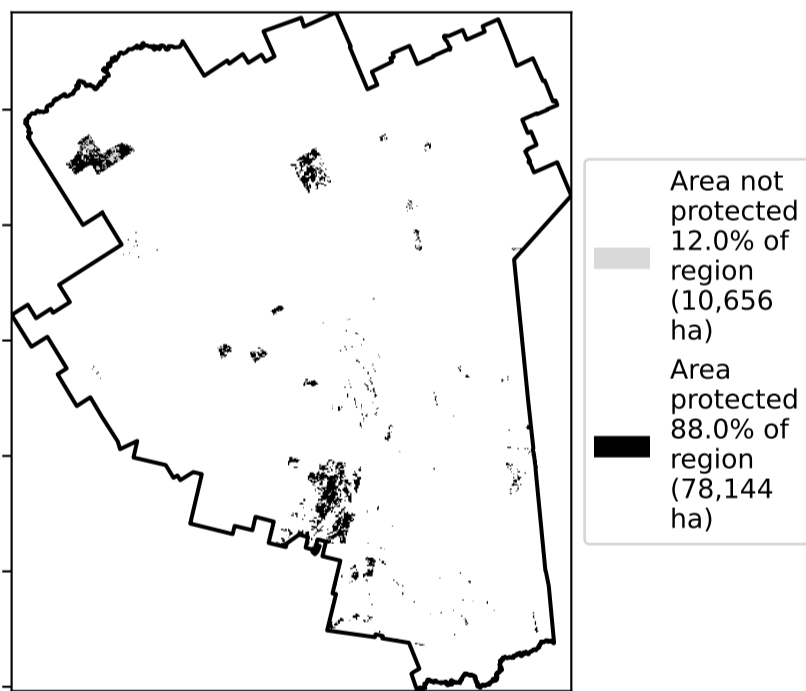 Area not
protected
12.0% of
region
(10,656
ha)
Area
protected
88.0% of
region
(78,144
ha)